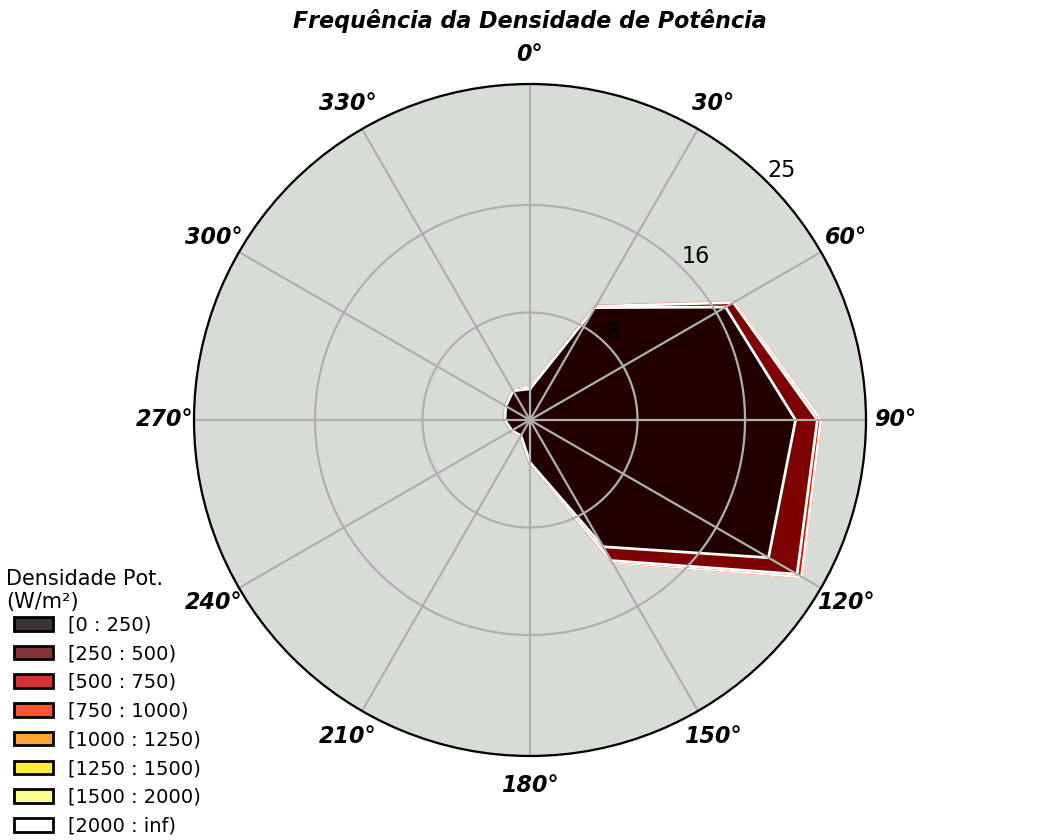 Frequência da Densidade de Potência
0°
30°
60°
90°
120°
150°
180°
210°
240°
270°
300°
330°
8
16
25
Densidade Pot.
(W/m²)
[0 : 250)
[250 : 500)
[500 : 750)
[750 : 1000)
[1000 : 1250)
[1250 : 1500)
[1500 : 2000)
[2000 : inf)